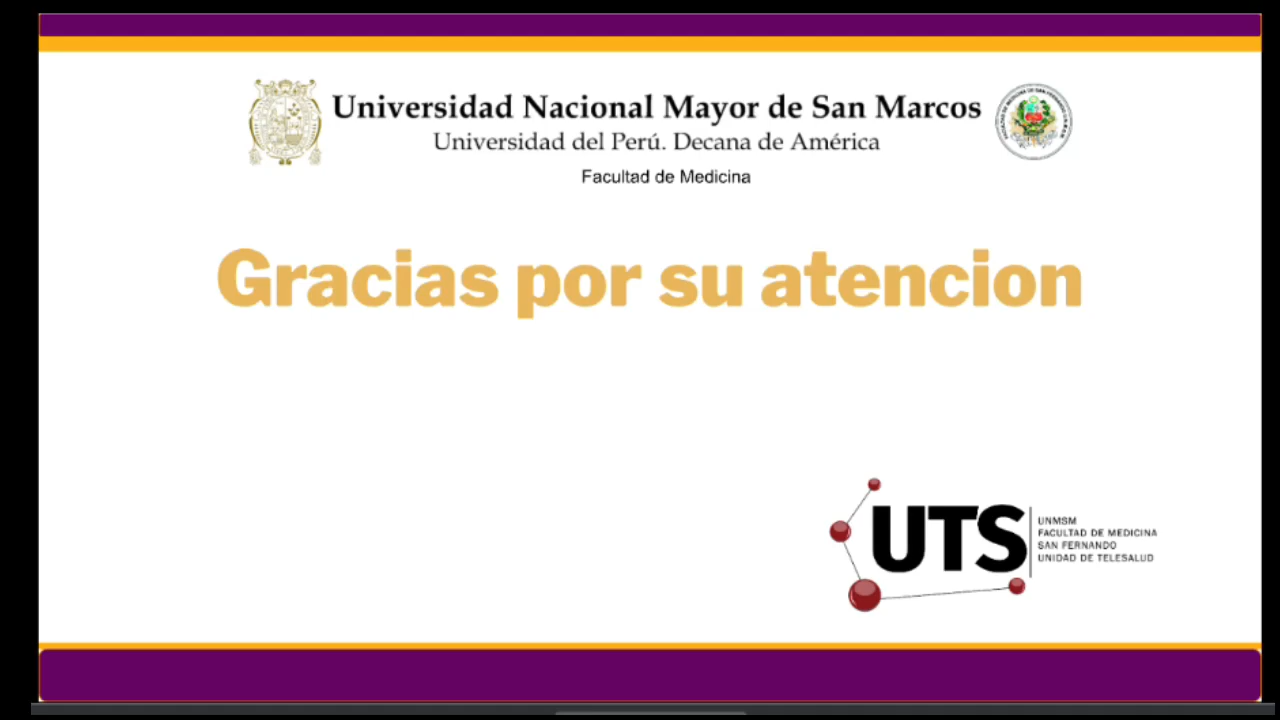 Universidad Nacional Mayor de San Marcos
Universidad del Perú. Decana de América
Facultad de Medicina
Gracias por su atencion
UTS
UNMSM
FACULTAD DE MEDICINA
SAN FERNANDO
UNIDAD DE TELESALUD